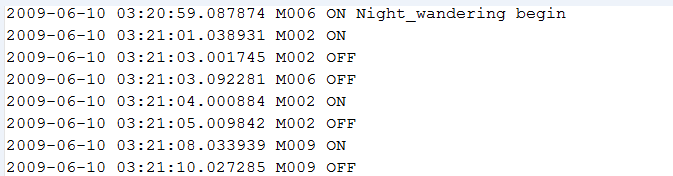 2009-06-10 03:20:59.087874 M006 ON Night_wandering begin
2009-06-10 03:21:01.038931 M002 ON
2009-06-10 03:21:03.001745 M002 OFF
2009-06-10 03:21:03.092281 M006 OFF
2009-06-10 03:21:04.000884 M002 ON
2009-06-10 03:21:05.009842 M002 OFF
2009-06-10 03:21:08.033939 M009 ON
2009-06-10 03:21:10.027285 M009 OFF